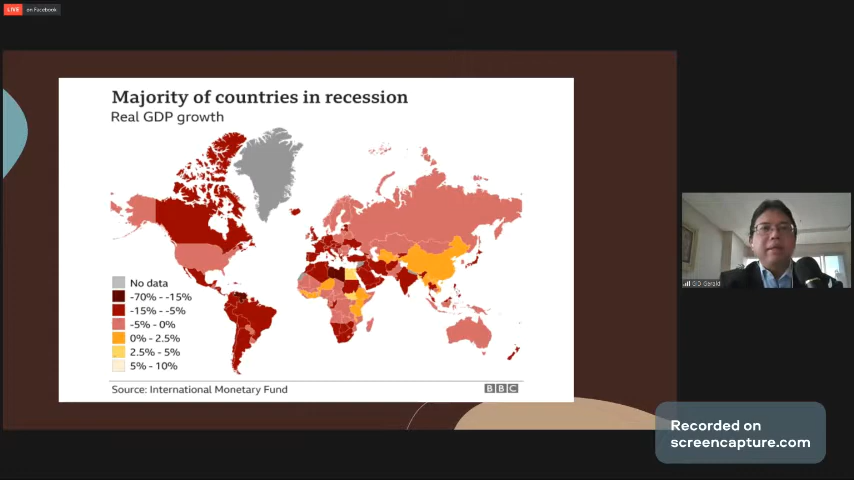 LIVE on Facebook
Majority of countries in recession
Real GDP growth
No data
-70% - -15%
-15% - -5%
-5% - 0%
0% - 2.5%
2.5% - 5%
5% - 10%
Source: International Monetary Fund
BBC
Gerald
Recorded on
screencapture.com